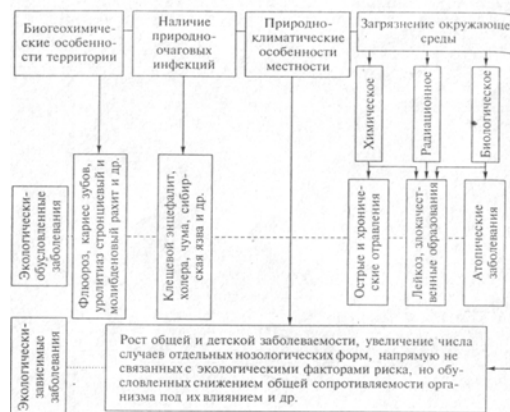 Биогеохимиче-
ские особенно-
сти территории
Наличие
природно-
очаговых
инфекций
Природно-
климатические
особенности
местности
Загрязнение окружающе
среды
Химическое
Радиационное
Биологическое
Экологически-
обусловленные
заболевания
Флюороз, кариес зубов,
уролитиаз стронциевый и
молибденовый рахит и др.
Клещевой энцефалит,
холера, чума, сибир-
ская язва и др.
Острые и хрониче-
ские отравления
Лейкоз, злокачест-
венные образования
Атопические
заболевания
Экологически-
зависимые
заболевания
Рост общей и детской заболеваемости, увеличение числа
случаев отдельных нозологических форм, напрямую не
связанных с экологическими факторами риска, но обу-
словленных снижением общей сопротивляемости орга-
низма под их влиянием и др.